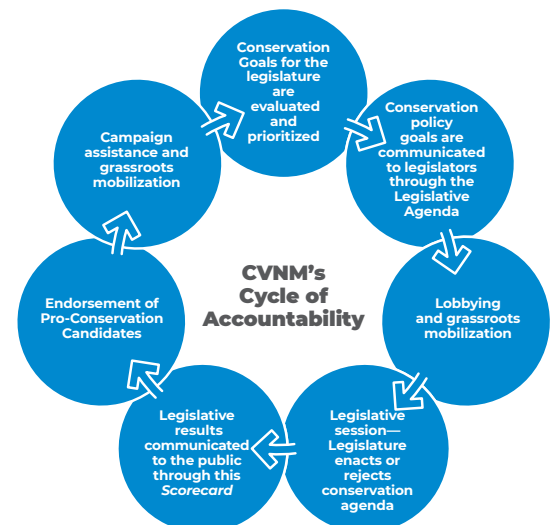 Conservation
Goals for the
legislature
are
evaluated
and
prioritized
Conservation
policy
goals are
communicated
to legislators
through the
Legislative
Agenda
Lobbying
and grassroots
mobilization
Legislative
session—
Legislature
enacts or
rejects
conservation
agenda
Legislative
results
communicated
to the public
through this
Scorecard
Endorsement of
Pro-Conservation
Candidates
Campaign
assistance and
grassroots
mobilization
CVNM's
Cycle of
Accountability